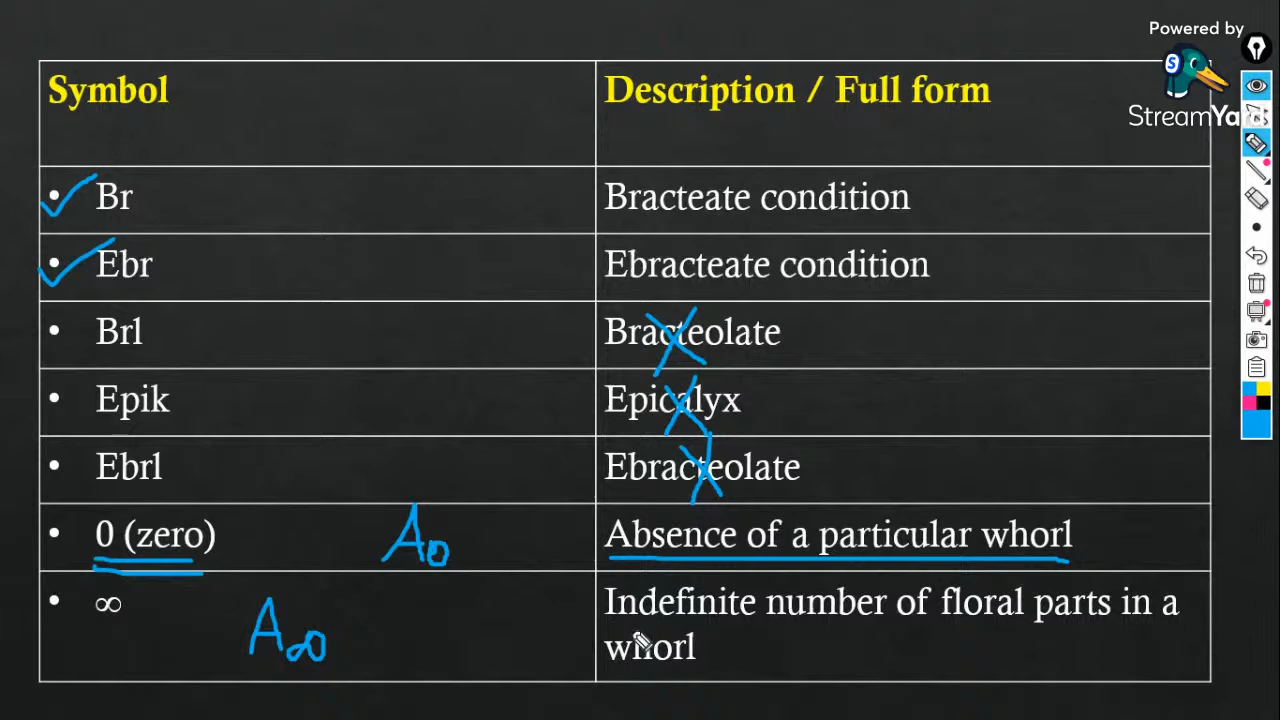 Powered by
StreamYard
Symbol
Description / Full form
• Br
Bracteate condition
• Ebr
Ebracteate condition
• Brl
Bracteolate
• Epik
Epicalyx
• Ebrl
Ebracteolate
• 0 (zero)
A0
Absence of a particular whorl
• ∞
A∞
Indefinite number of floral parts in a
whorl